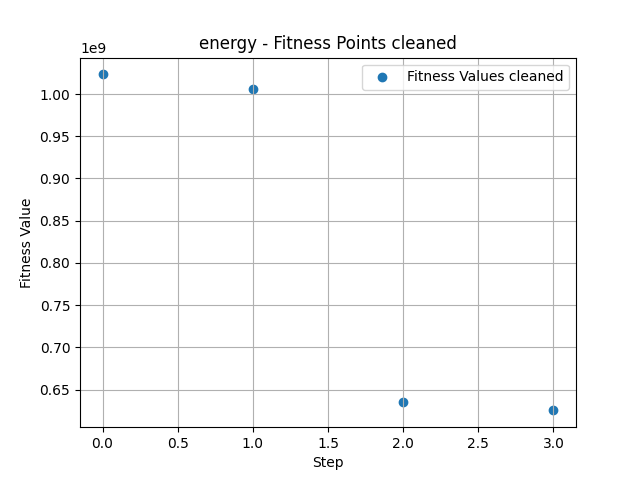 energy - Fitness Points cleaned
1e9
Fitness Values cleaned
1.00
0.95
0.90
0.85
0.80
0.75
0.70
0.65
Fitness Value
0.0 0.5 1.0 1.5 2.0 2.5 3.0
Step